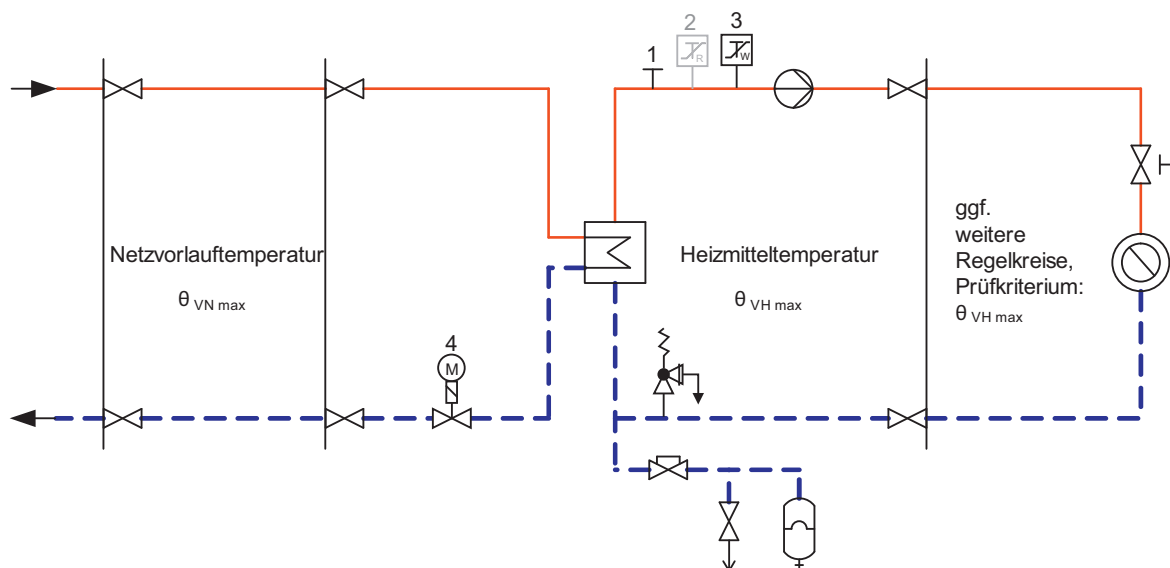 1
2
3
R
W
Netzvorlauftemperatur
θ VN max
Heizmitteltemperatur
θ VH max
ggf.
weitere
Regelkreise,
Prüfkriterium:
θ VH max
4
M